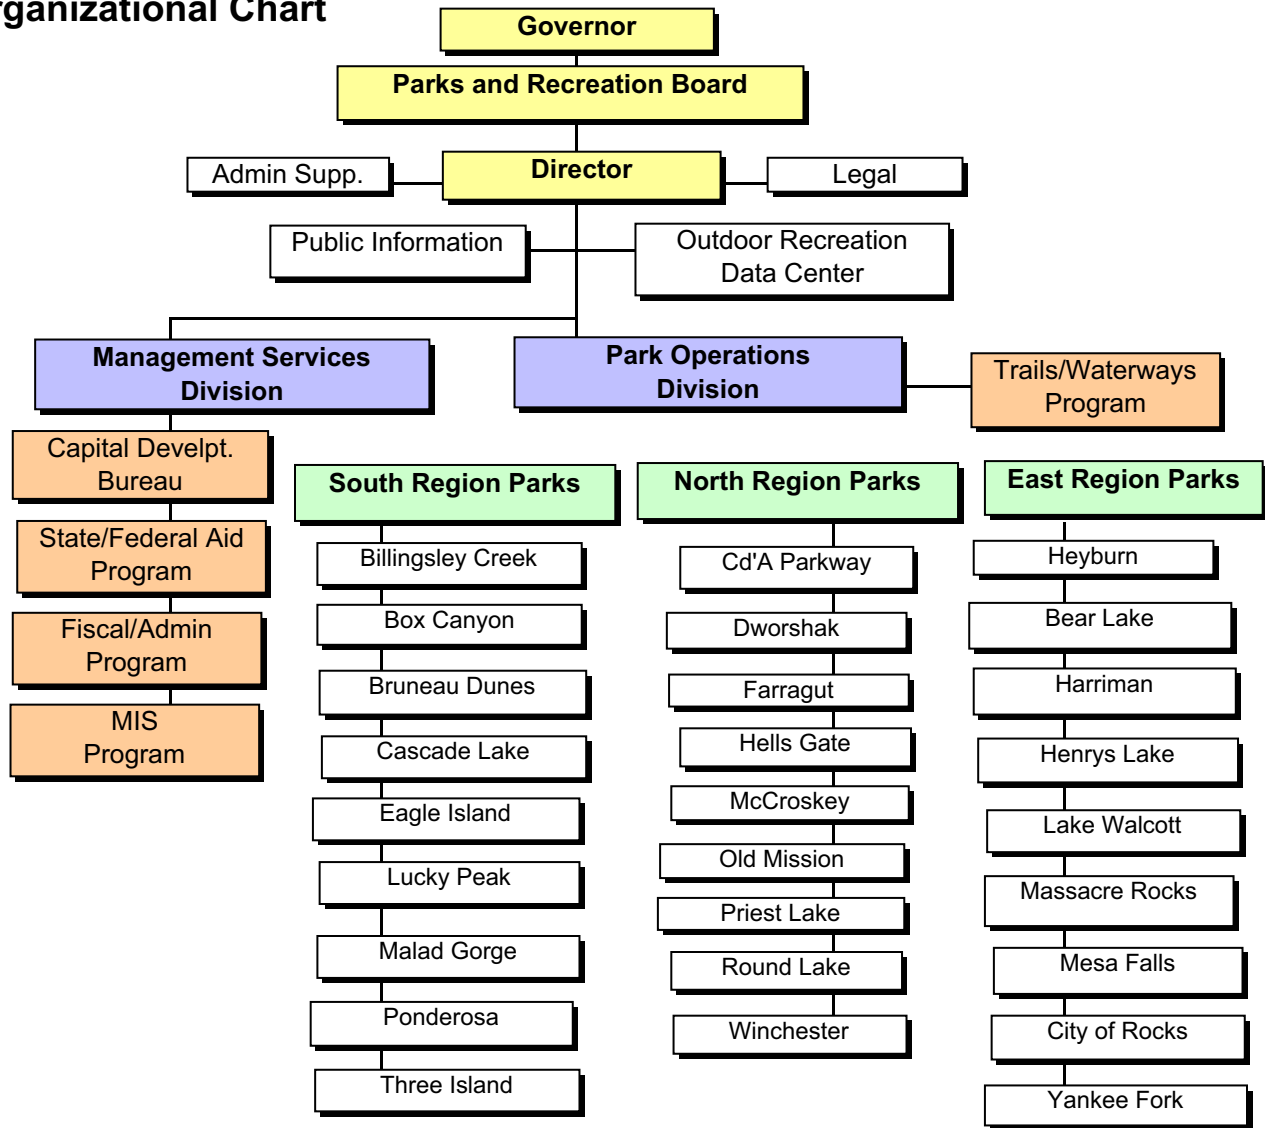 rganizational Chart
Governor
Parks and Recreation Board
Admin Supp.
Director
Legal
Public Information
Outdoor Recreation
Data Center
Management Services
Division
Park Operations
Division
Trails/Waterways
Program
Capital Develpt.
Bureau
State/Federal Aid
Program
Fiscal/Admin
Program
MIS
Program
South Region Parks
Billingsley Creek
Box Canyon
Bruneau Dunes
Cascade Lake
Eagle Island
Lucky Peak
Malad Gorge
Ponderosa
Three Island
North Region Parks
Cd'A Parkway
Dworshak
Farragut
Hells Gate
McCroskey
Old Mission
Priest Lake
Round Lake
Winchester
East Region Parks
Heyburn
Bear Lake
Harriman
Henrys Lake
Lake Walcott
Massacre Rocks
Mesa Falls
City of Rocks
Yankee Fork